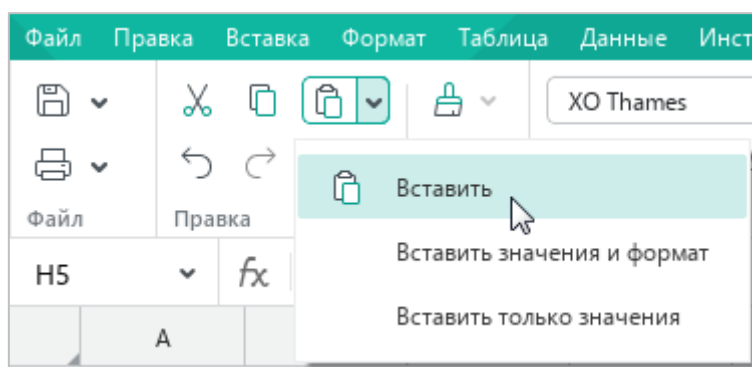 Файл Правка Вставка Формат Таблица Данные Инст
XO Thames
Вставить
Файл Правка
Вставить значения и формат
H5 fx
Вставить только значения
A